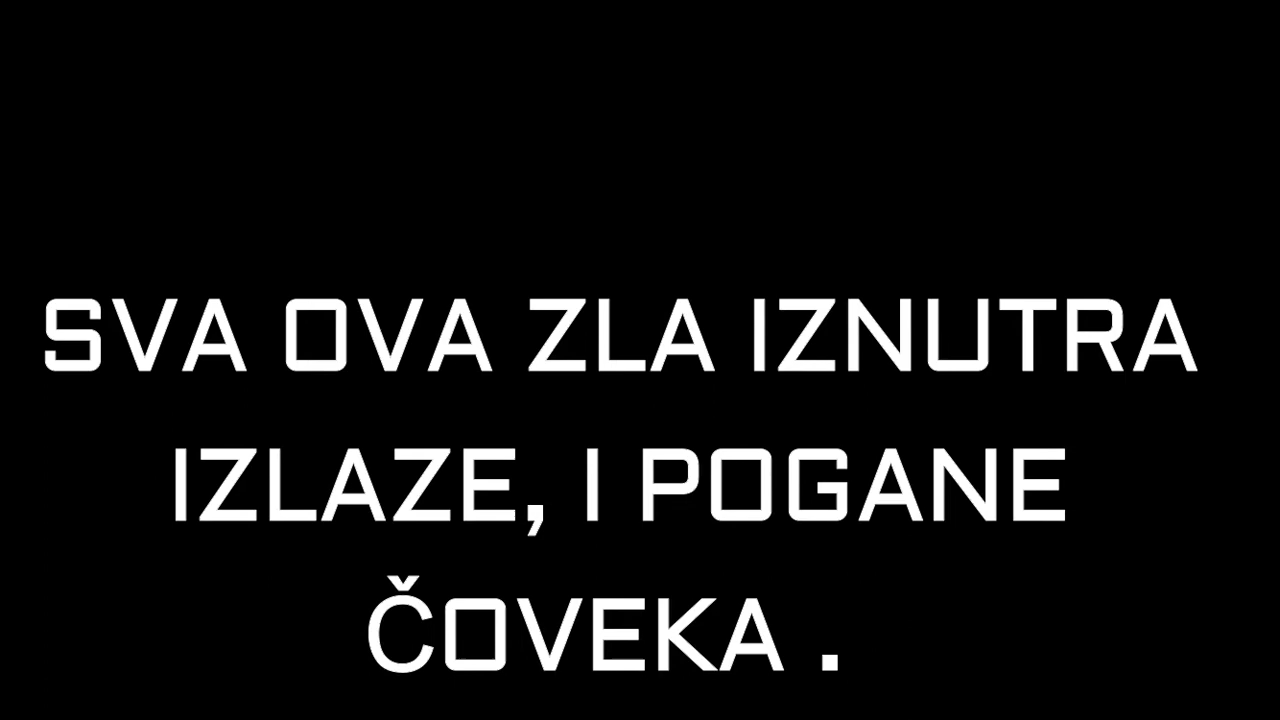 SVA OVA ZLA IZNUTRA
IZLAZE, I POGANE
ČOVEKA .